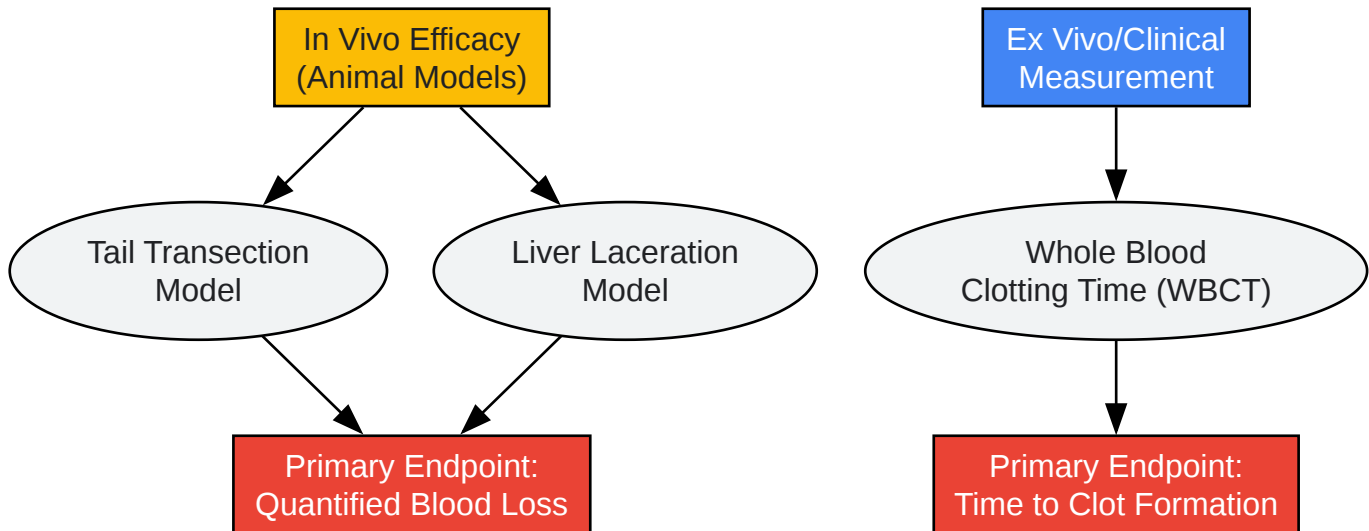 In Vivo Efficacy
(Animal Models)
Ex Vivo/Clinical
Measurement
Tail Transection
Model
Liver Laceration
Model
Whole Blood
Clotting Time (WBCT)
Primary Endpoint:
Quantified Blood Loss
Primary Endpoint:
Time to Clot Formation